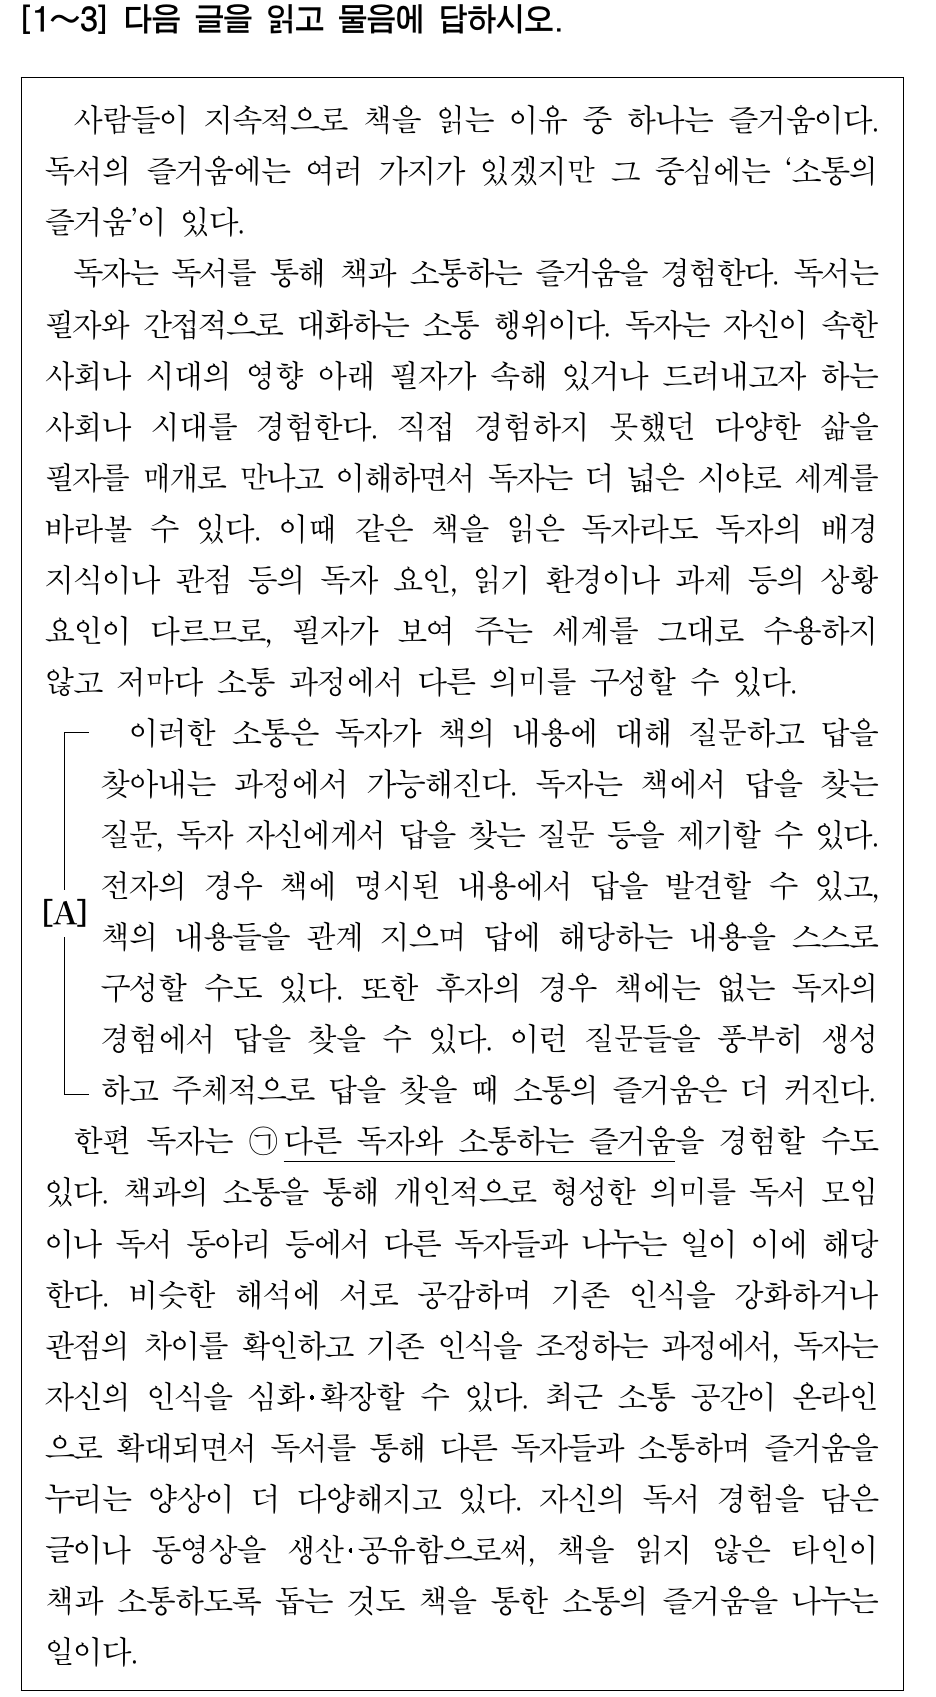 [1~3] 다음 글을 읽고 물음에 답하시오.
사람들이 지속적으로 책을 읽는 이유 중 하나는 즐거움이다.
독서의 즐거움에는 여러 가지가 있겠지만 그 중심에는 ‘소통의
즐거움’이 있다.
독자는 독서를 통해 책과 소통하는 즐거움을 경험한다. 독서는
필자와 간접적으로 대화하는 소통 행위이다. 독자는 자신이 속한
사회나 시대의 영향 아래 필자가 속해 있거나 드러내고자 하는
사회나 시대를 경험한다. 직접 경험하지 못했던 다양한 삶을
필자를 매개로 만나고 이해하면서 독자는 더 넓은 시야로 세계를
바라볼 수 있다. 이때 같은 책을 읽은 독자라도 독자의 배경
지식이나 관점 등의 독자 요인, 읽기 환경이나 과제 등의 상황
요인이 다르므로, 필자가 보여 주는 세계를 그대로 수용하지
않고 저마다 소통 과정에서 다른 의미를 구성할 수 있다.
이러한 소통은 독자가 책의 내용에 대해 질문하고 답을
찾아내는 과정에서 가능해진다. 독자는 책에서 답을 찾는
질문, 독자 자신에게서 답을 찾는 질문 등을 제기할 수 있다.
전자의 경우 책에 명시된 내용에서 답을 발견할 수 있고,
[A]
책의 내용들을 관계 지으며 답에 해당하는 내용을 스스로
구성할 수도 있다. 또한 후자의 경우 책에는 없는 독자의
경험에서 답을 찾을 수 있다. 이런 질문들을 풍부히 생성
하고 주체적으로 답을 찾을 때 소통의 즐거움은 더 커진다.
한편 독자는 ㉠다른 독자와 소통하는 즐거움을 경험할 수도
있다. 책과의 소통을 통해 개인적으로 형성한 의미를 독서 모임
이나 독서 동아리 등에서 다른 독자들과 나누는 일이 이에 해당
한다. 비슷한 해석에 서로 공감하며 기존 인식을 강화하거나
관점의 차이를 확인하고 기존 인식을 조정하는 과정에서, 독자는
자신의 인식을 심화·확장할 수 있다. 최근 소통 공간이 온라인
으로 확대되면서 독서를 통해 다른 독자들과 소통하며 즐거움을
누리는 양상이 더 다양해지고 있다. 자신의 독서 경험을 담은
글이나 동영상을 생산·공유함으로써, 책을 읽지 않은 타인이
책과 소통하도록 돕는 것도 책을 통한 소통의 즐거움을 나누는
일이다.